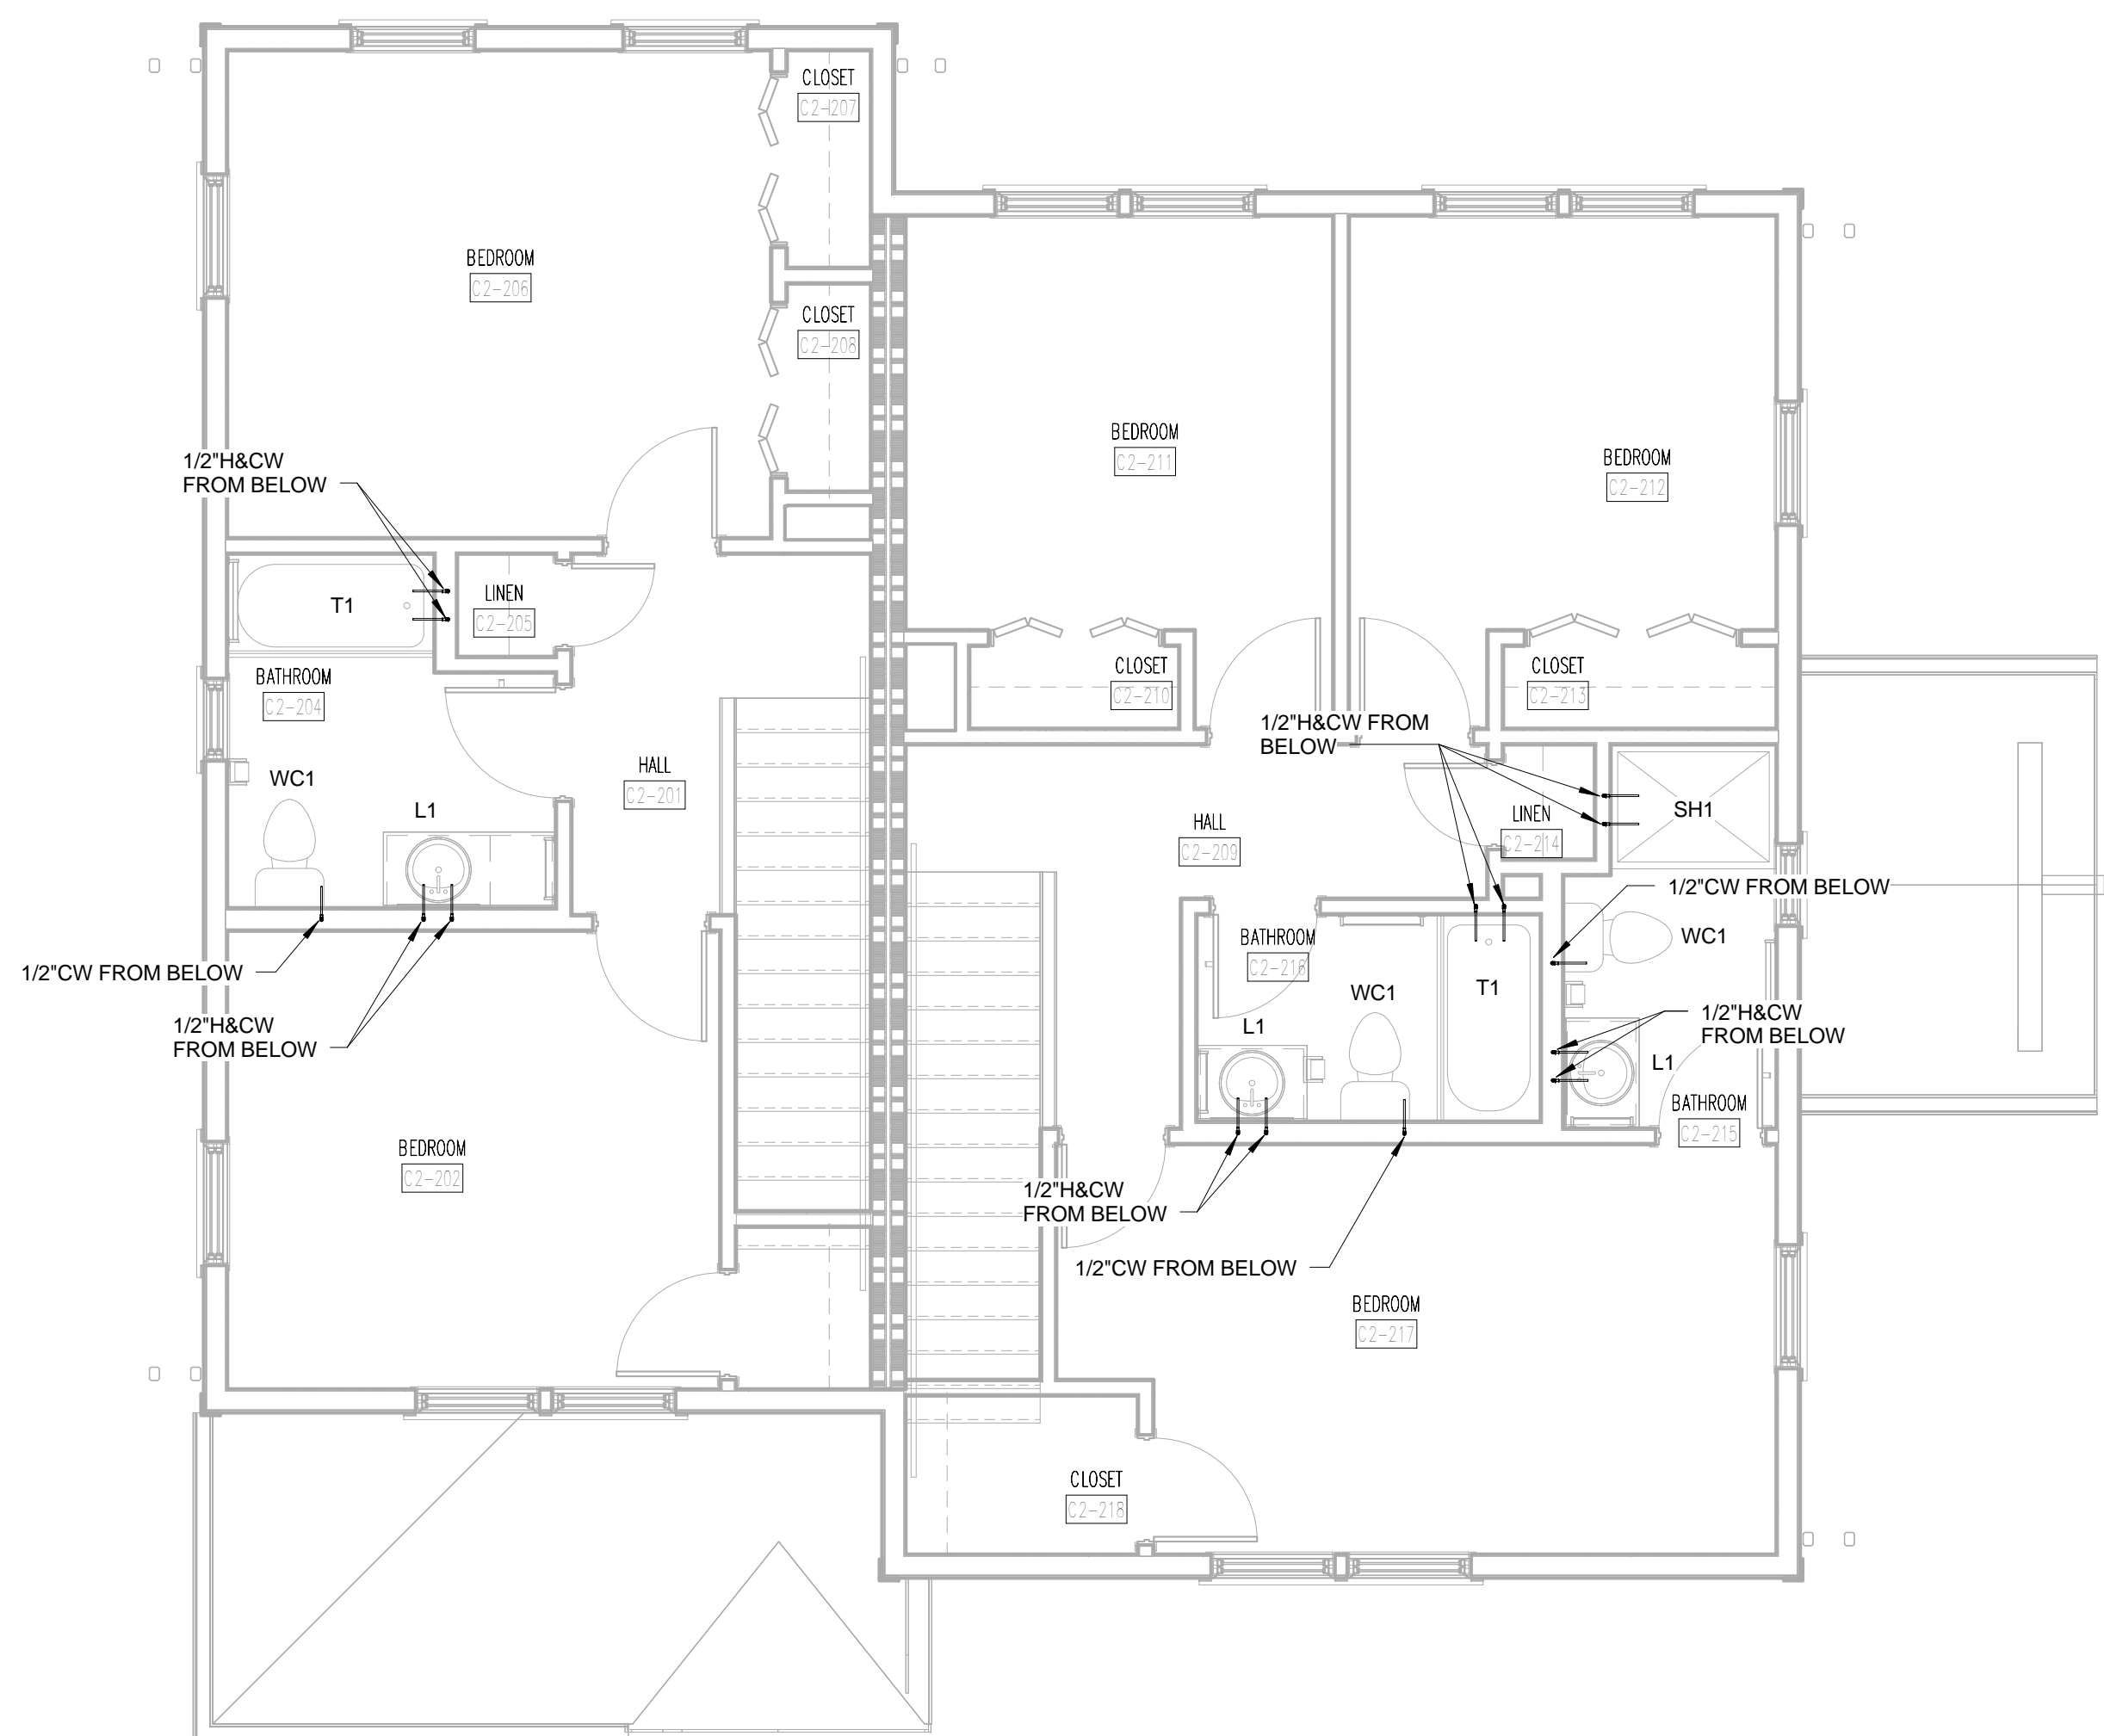 CLOSET
C2-207
BEDROOM
C2-206
CLOSET
C2-208
1/2"H&CW
FROM BELOW
T1
LINEN
C2-205
BATHROOM
C2-204
WC1
L1
HALL
C2-201
1/2"CW FROM BELOW
1/2"H&CW
FROM BELOW
BEDROOM
C2-202
BEDROOM
C2-211
BEDROOM
C2-212
CLOSET
C2-210
CLOSET
C2-213
1/2"H&CW FROM
BELOW
HALL
C2-209
LINEN
C2-214
SH1
1/2"CW FROM BELOW
WC1
BATHROOM
C2-216
WC1
T1
L1
1/2"H&CW
FROM BELOW
L1
BATHROOM
C2-215
1/2"H&CW
FROM BELOW
1/2"CW FROM BELOW
BEDROOM
C2-217
CLOSET
C2-218